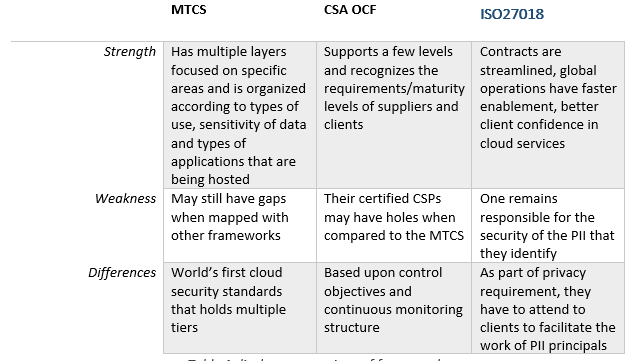 MTCS CSA OCF ISO27018
Strength
Has multiple layers
focused on specific
areas and is organized
according to types of
use, sensitivity of data
and types of
applications that are
being hosted
Supports a few levels
and recognizes the
requirements/maturity
levels of suppliers and
clients
Contracts are
streamlined, global
operations have faster
enablement, better
client confidence in
cloud services
Weakness
May still have gaps
when mapped with
other frameworks
Their certified CSPs
may have holes when
compared to the MTCS
One remains
responsible for the
security of the PII that
they identify
Differences
World's first cloud
security standards
that holds multiple
tiers
Based upon control
objectives and
continuous monitoring
structure
As part of privacy
requirement, they
have to attend to
clients to facilitate the
work of PII principals